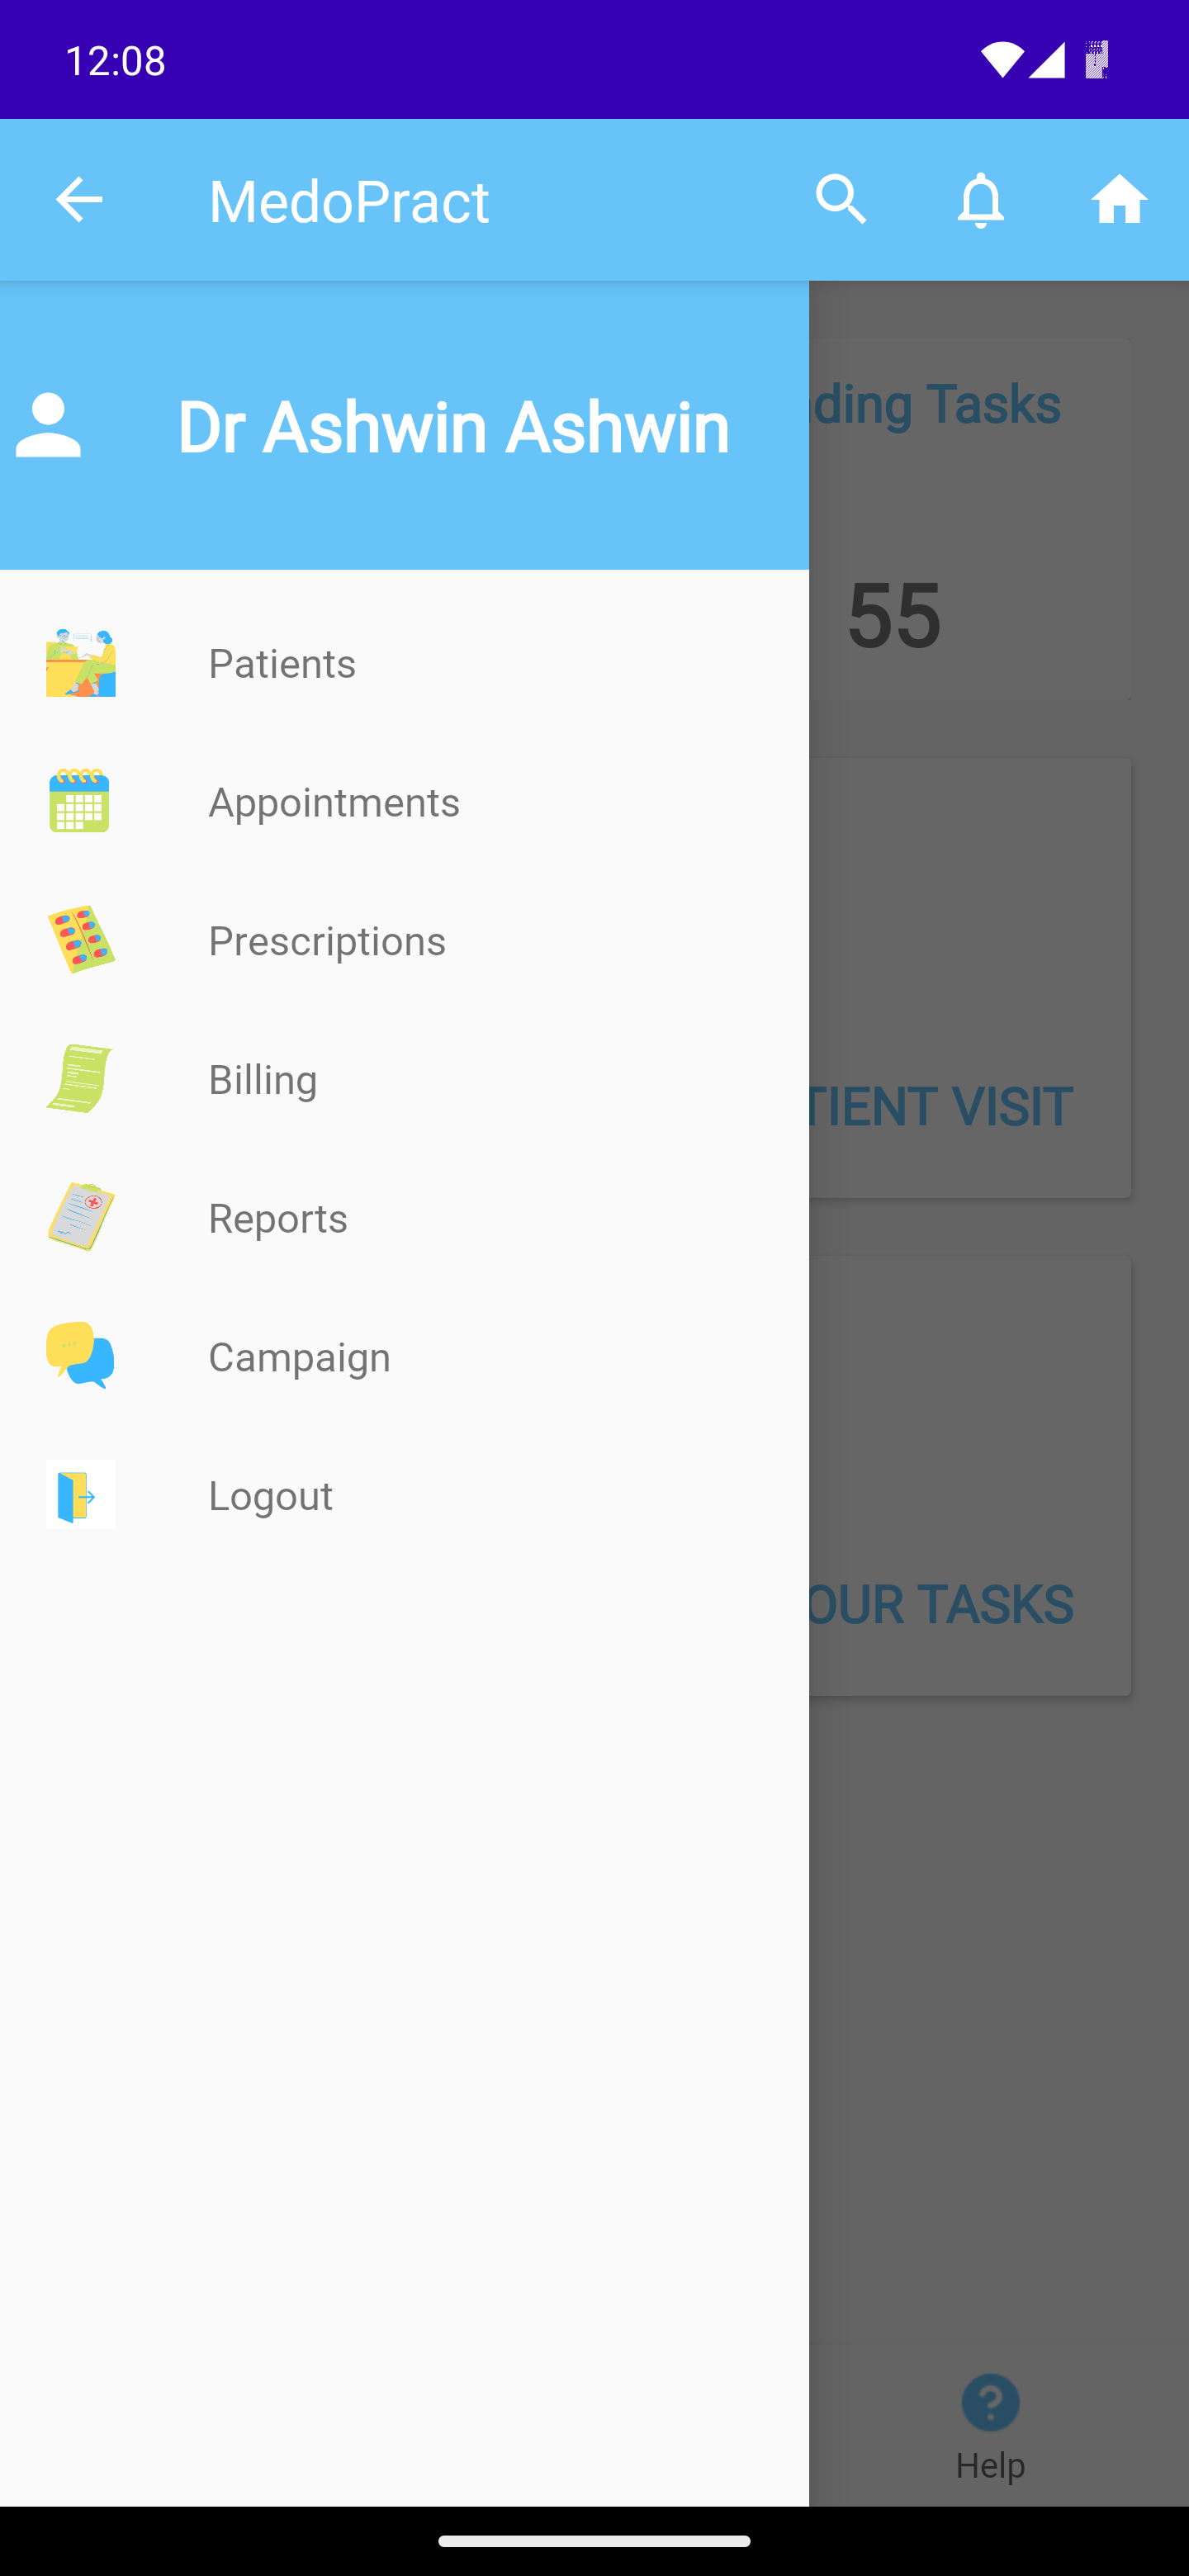 12:08
MedoPract
Dr Ashwin Ashwin
ding Tasks
55
Patients
Appointments
Prescriptions
Billing
TIENT VISIT
Reports
Campaign
Logout
OUR TASKS
Help